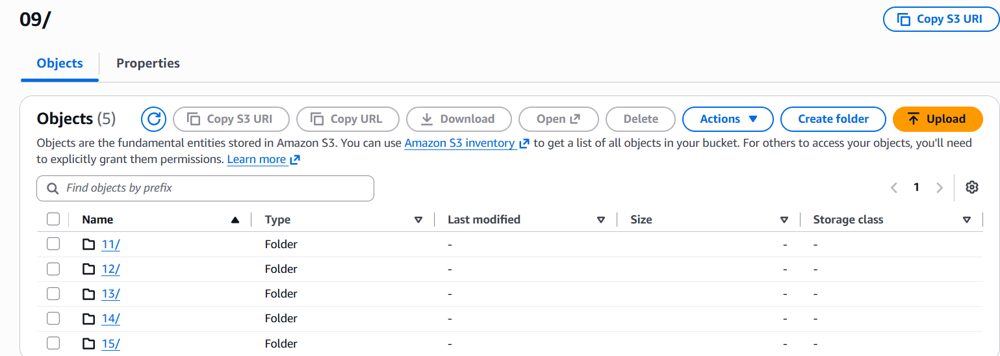 09/
Copy S3 URI
Objects
Properties
Objects (5)
Copy S3 URI
Copy URL
Download
Open
Delete
Actions
Create folder
Upload
Objects are the fundamental entities stored in Amazon S3. You can use Amazon S3 inventory to get a list of all objects in your bucket. For others to access your objects, you'll need
to explicitly grant them permissions. Learn more
Find objects by prefix
1
Name Type Last modified Size Storage class
11/ Folder - - -
12/ Folder - - -
13/ Folder - - -
14/ Folder - - -
15/ Folder - - -